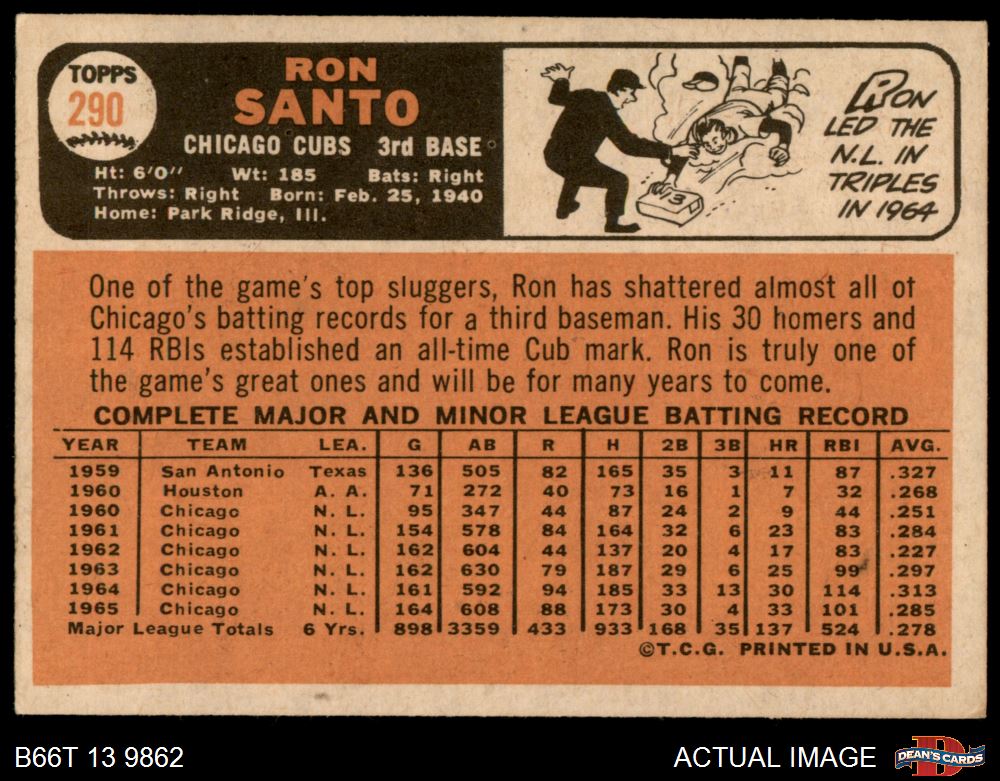 TOPPS
290
RON
SANTO
CHICAGO CUBS 3rd BASE
Ht: 6'0" Wt: 185 Bats: Right
Throws: Right Born: Feb. 25, 1940
Home: Park Ridge, Ill.
RON
LED THE
N.L. IN
TRIPLES
IN 1964
13
One of the game's top sluggers, Ron has shattered almost all of
Chicago's batting records for a third baseman. His 30 homers and
114 RBIs established an all-time Cub mark. Ron is truly one of
the game's great ones and will be for many years to come.
COMPLETE MAJOR AND MINOR LEAGUE BATTING RECORD
YEAR TEAM LEA. G AB R H 2B 3B HR RBI AVG.
1959 San Antonio Texas 136 505 82 165 35 3 11 87 .327
1960 Houston A. A. 71 272 40 73 16 1 7 32 .268
1960 Chicago N. L. 95 347 44 87 24 2 9 44 .251
1961 Chicago N. L. 154 578 84 164 32 6 23 83 .284
1962 Chicago N. L. 162 604 44 137 20 4 17 83 .227
1963 Chicago N. L. 162 630 79 187 29 6 25 99 .297
1964 Chicago N. L. 161 592 94 185 33 13 30 114 .313
1965 Chicago N. L. 164 608 88 173 30 4 33 101 .285
Major League Totals 6 Yrs. 898 3359 433 933 168 35 137 524 .278
©T.C.G. PRINTED IN U.S.A.
B66T 13 9862 ACTUAL IMAGE D DEAN'S CARDS